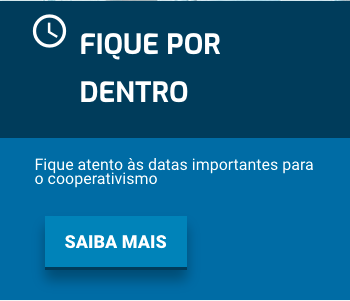 FIQUE POR
DENTRO
Fique atento às datas importantes para
o cooperativismo
SAIBA MAIS